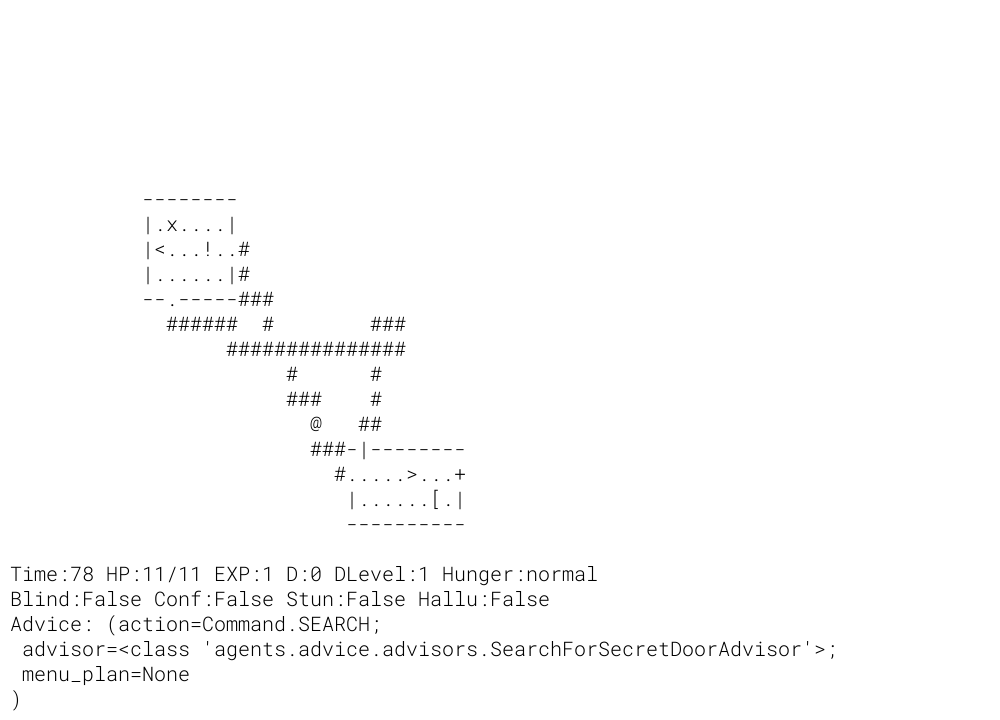 --------
|.x....|
|<...!..#
|......|#
--.-----###
######  #        ###
###############
#      #
###    #
@   ##
###-|--------
#.....>...+
|......[.|
----------
Time:78 HP:11/11 EXP:1 D:0 DLevel:1 Hunger:normal
Blind:False Conf:False Stun:False Hallu:False
Advice: (action=Command.SEARCH;
advisor=<class 'agents.advice.advisors.SearchForSecretDoorAdvisor'>;
menu_plan=None
)